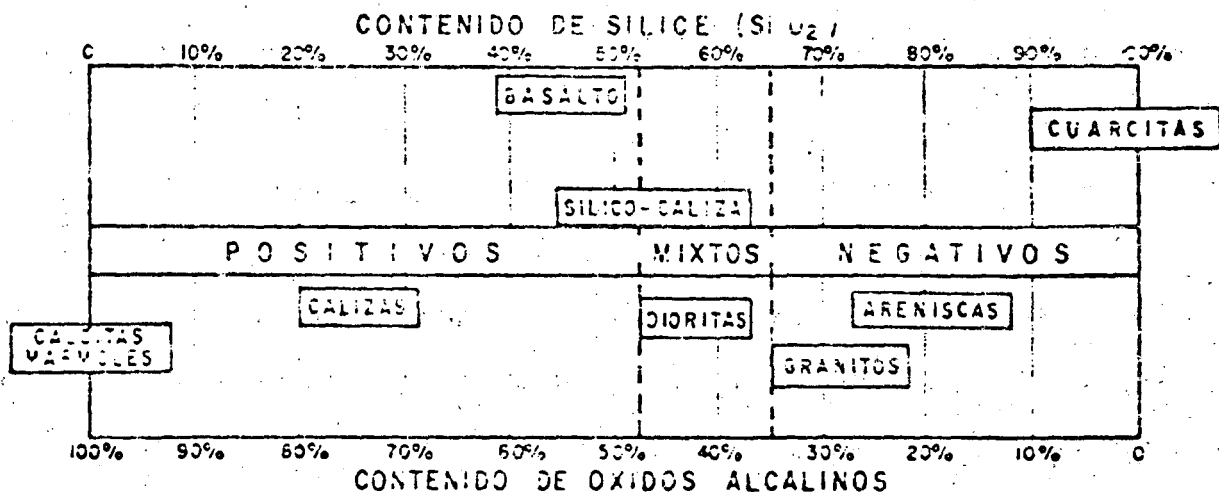 CONTENIDO DE SILICE (SiO2)
0 10% 20% 30% 40% 50% 60% 70% 80% 90% 100%
BASALTO
CUARCITAS
SILICO-CALIZA
POSITIVOS MIXTOS NEGATIVOS
CALIZAS
DIORITAS
ARENISCAS
CALCITAS
MARMOLES
GRANITOS
100% 90% 80% 70% 60% 50% 40% 30% 20% 10% 0
CONTENIDO DE OXIDOS ALCALINOS